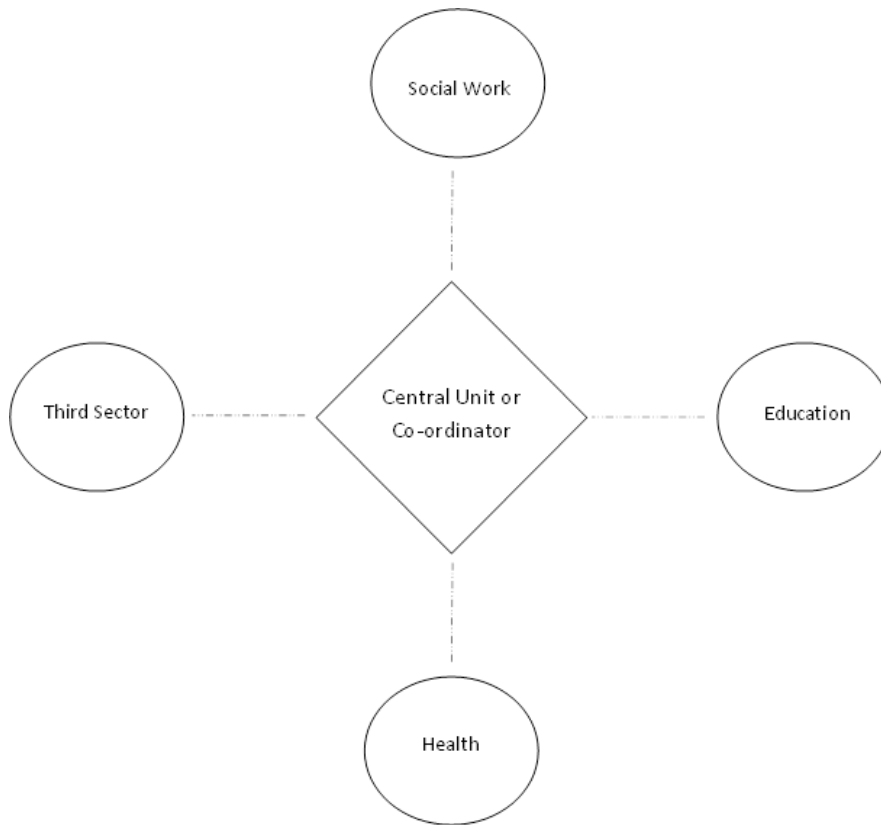 Social Work
Third Sector
Central Unit or
Co-ordinator
Education
Health